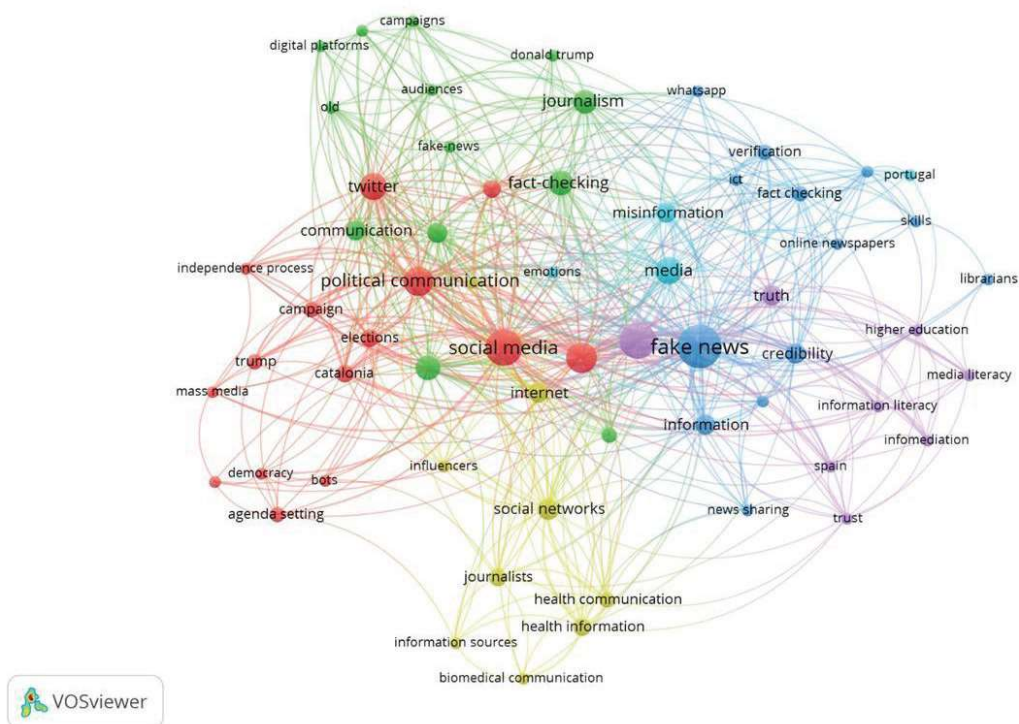 campaigns
digital platforms
donald trump
audiences
whatsapp
old
journalism
fake-news
verification
twitter
fact-checking
ict
fact checking
portugal
misinformation
skills
communication
online newspapers
independence process
political communication
emotions
media
librarians
truth
campaign
higher education
elections
social media
fake news
credibility
trump
catalonia
media literacy
mass media
internet
information literacy
information
infomediation
influencers
spain
democracy
bots
agenda setting
social networks
news sharing
trust
journalists
health communication
health information
information sources
biomedical communication
VOSviewer